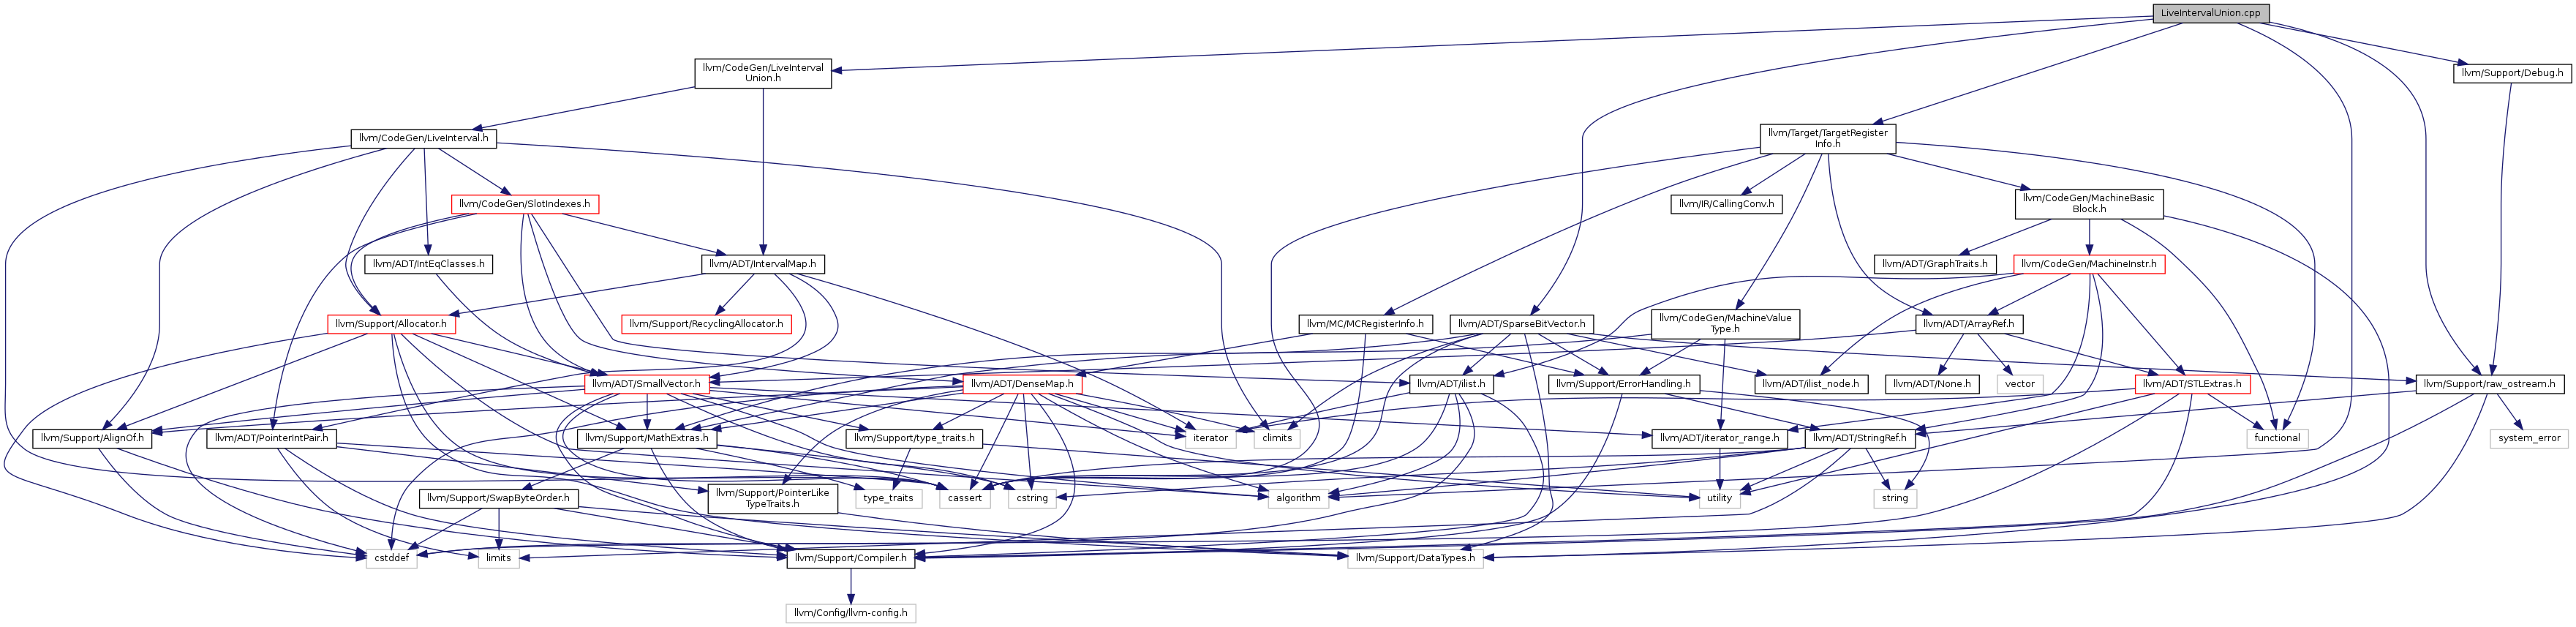 LiveIntervalUnion.cpp
llvm/CodeGen/LiveInterval
Union.h
llvm/Support/Debug.h
llvm/CodeGen/LiveInterval.h
llvm/Target/TargetRegister
Info.h
llvm/CodeGen/SlotIndexes.h
llvm/IR/CallingConv.h
llvm/CodeGen/MachineBasic
Block.h
llvm/ADT/IntEqClasses.h
llvm/ADT/IntervalMap.h
llvm/ADT/GraphTraits.h
llvm/CodeGen/MachineInstr.h
llvm/Support/Allocator.h
llvm/Support/RecyclingAllocator.h
llvm/MC/MCRegisterInfo.h
llvm/ADT/SparseBitVector.h
llvm/CodeGen/MachineValue
Type.h
llvm/ADT/ArrayRef.h
llvm/ADT/SmallVector.h
llvm/ADT/DenseMap.h
llvm/ADT/ilist.h
llvm/Support/ErrorHandling.h
llvm/ADT/ilist_node.h
llvm/ADT/None.h
vector
llvm/ADT/STLExtras.h
llvm/Support/raw_ostream.h
llvm/Support/AlignOf.h
llvm/ADT/PointerIntPair.h
llvm/Support/MathExtras.h
llvm/Support/type_traits.h
iterator
climits
llvm/ADT/iterator_range.h
llvm/ADT/StringRef.h
functional
system_error
llvm/Support/SwapByteOrder.h
llvm/Support/PointerLike
TypeTraits.h
type_traits
cassert
cstring
algorithm
utility
string
cstddef
limits
llvm/Support/Compiler.h
llvm/Support/DataTypes.h
llvm/Config/llvm-config.h